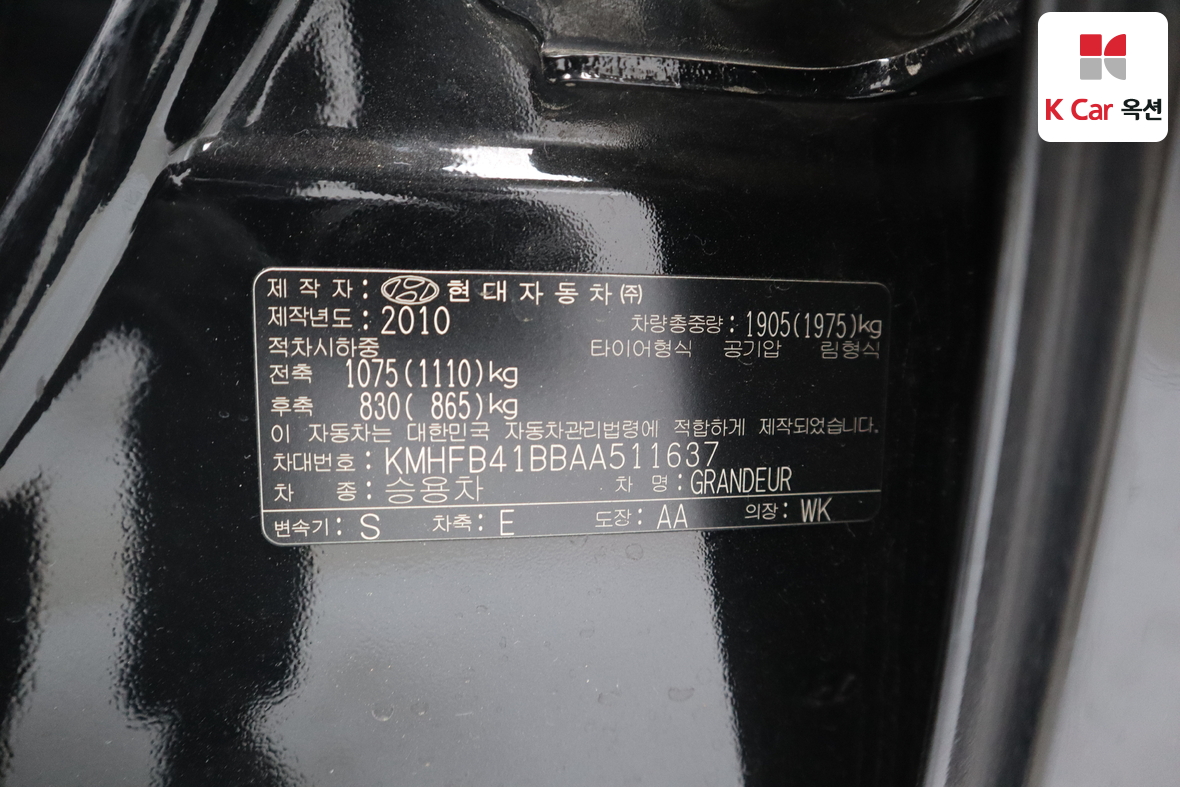 K Car 옥션
제 작 자 : 현 대 자 동 차 ㈜
제작년도 : 2010 차량총중량 : 1905(1975)kg
적차시하중 타이어형식 공기압 림형식
전축 1075(1110)kg
후축 830( 865)kg
이 자동차는 대한민국 자동차관리법령에 적합하게 제작되었습니다.
차대번호 : KMHFB41BBAA511637
차 종 : 승용차 차 명 : GRANDEUR
변속기 : S 차축 : E 도장 : AA 의장 : WK